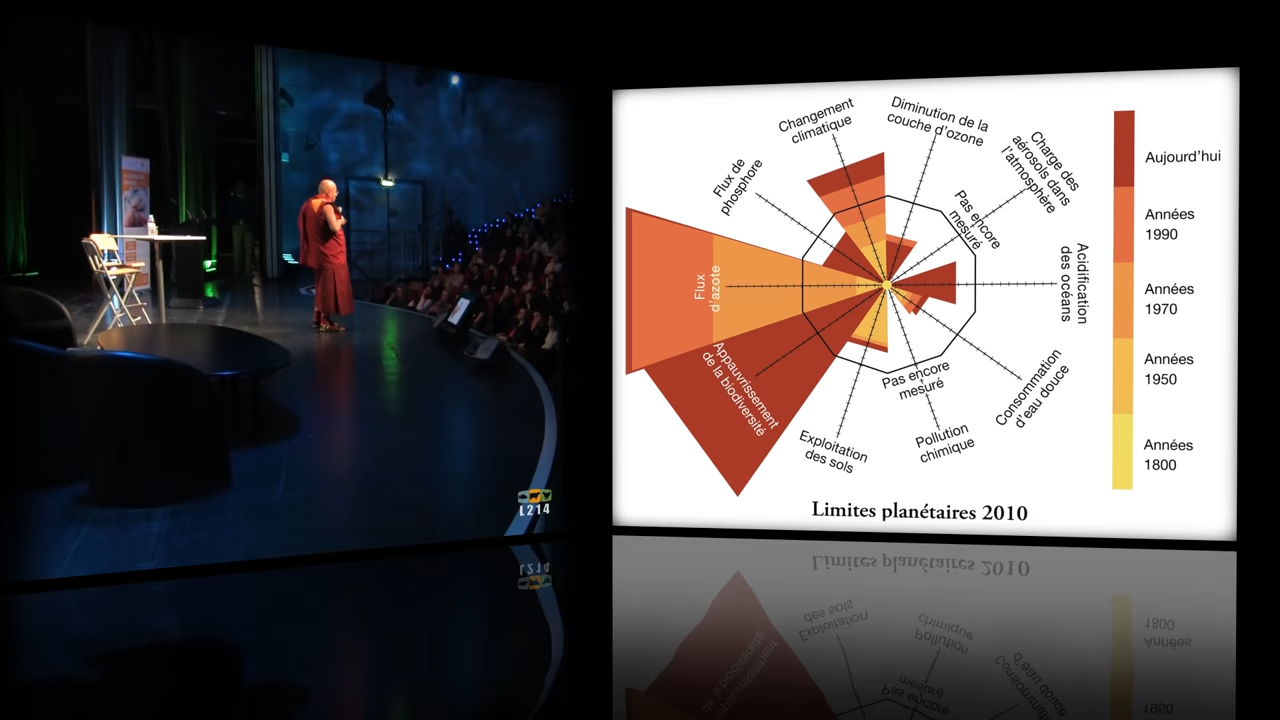 Changement
climatique
Diminution de la
couche d'ozone
Charge des
aérosols dans
l'atmosphère
Flux de
phosphore
Pas encore
mesuré
Aujourd'hui
Années
1990
Acidification
des océans
Flux
d'azote
Années
1970
Appauvrissement
de la biodiversité
Pas encore
mesuré
Consommation
d'eau douce
Années
1950
Exploitation
des sols
Pollution
chimique
Années
1800
Limites planétaires 2010
L214